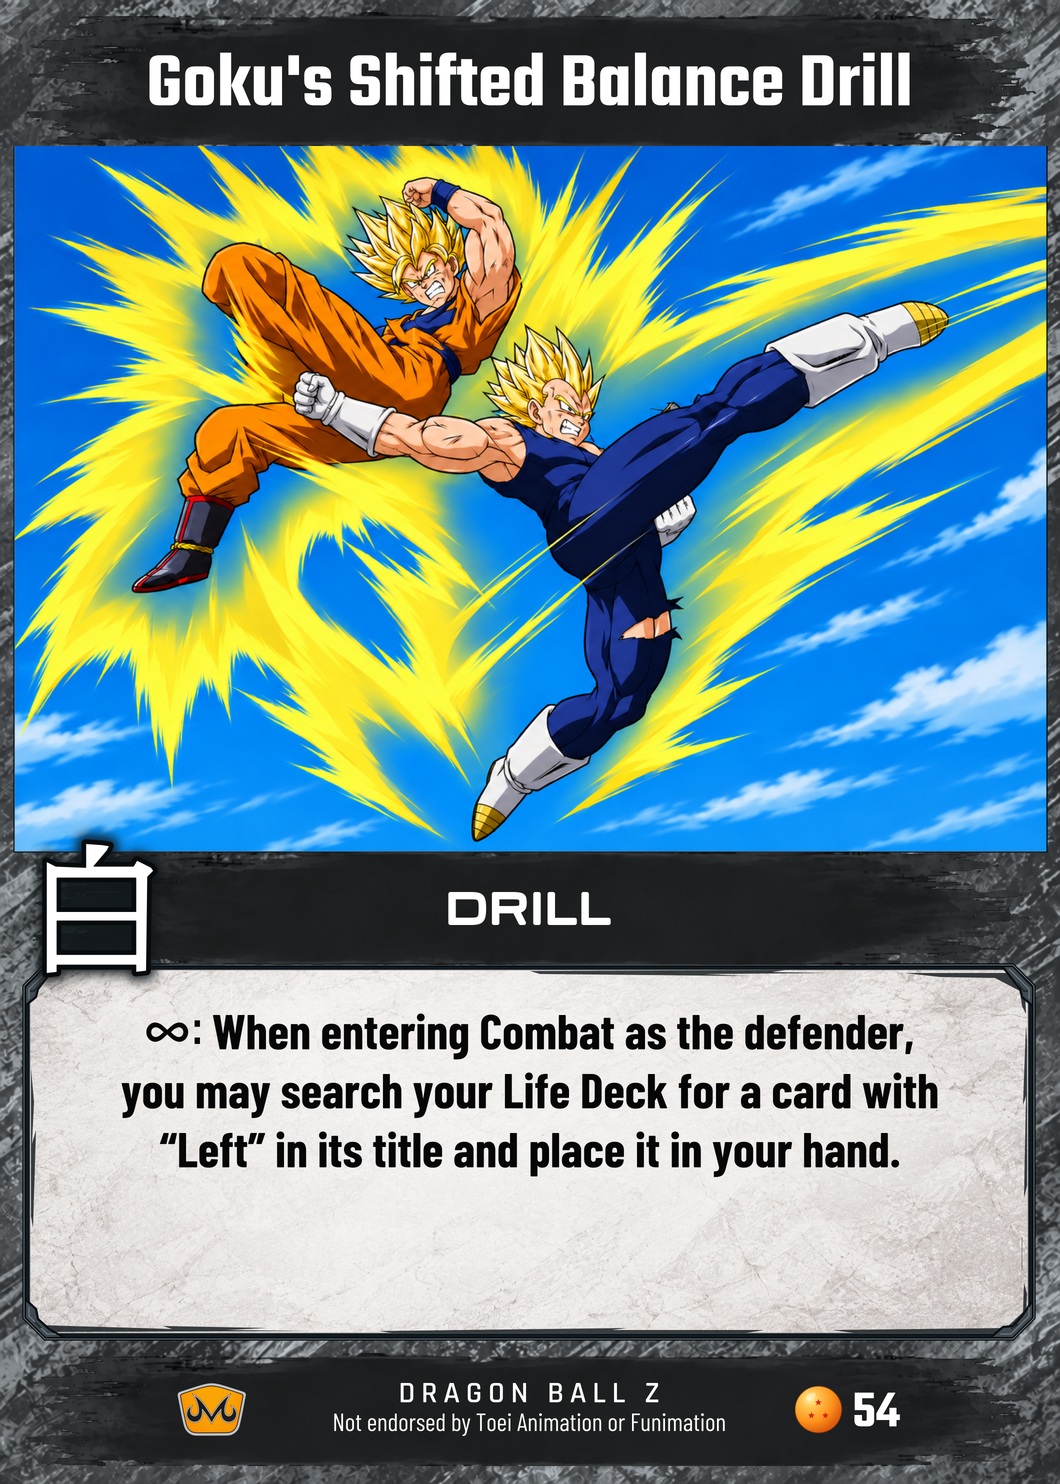 Goku's Shifted Balance Drill
白
DRILL
∞: When entering Combat as the defender,
you may search your Life Deck for a card with
“Left” in its title and place it in your hand.
DRAGON BALL Z
Not endorsed by Toei Animation or Funimation
54